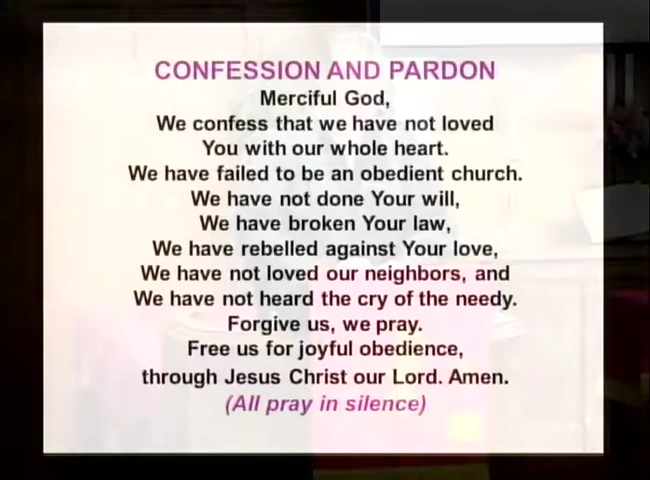 CONFESSION AND PARDON
Merciful God,
We confess that we have not loved
You with our whole heart.
We have failed to be an obedient church.
We have not done Your will,
We have broken Your law,
We have rebelled against Your love,
We have not loved our neighbors, and
We have not heard the cry of the needy.
Forgive us, we pray.
Free us for joyful obedience,
through Jesus Christ our Lord. Amen.
(All pray in silence)